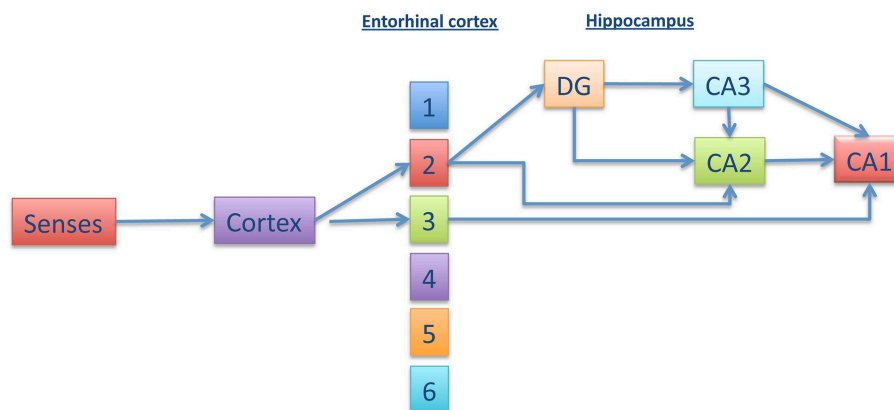 Entorhinal cortex
Hippocampus
DG
CA3
1
2
CA2
CA1
Senses
Cortex
3
4
5
6